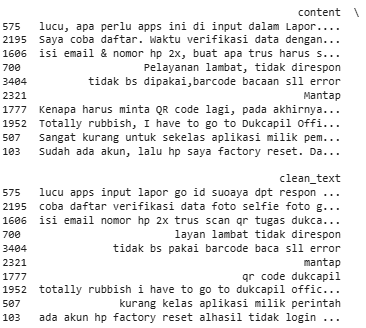 content  \
575   lucu, apa perlu apps ini di input dalam Lapor....
2195  Saya coba daftar. Waktu verifikasi data dengan...
1606  isi email & nomor hp 2x, buat apa trus harus s...
700   Pelayanan lambat, tidak direspon
3404  tidak bs dipakai,barcode bacaan sll error
2321  Mantap
1777  Kenapa harus minta QR code lagi, pada akhirnya...
1952  Totally rubbish, I have to go to Dukcapil Offi...
507   Sangat kurang untuk sekelas aplikasi milik pem...
103   Sudah ada akun, lalu hp saya factory reset. Da...
clean_text
575   lucu apps input lapor go id suoaya dpt respon ...
2195  coba daftar verifikasi data foto selfie foto g...
1606  isi email nomor hp 2x trus scan qr tugas dukca...
700   layan lambat tidak direspon
3404  tidak bs pakai barcode baca sll error
2321  mantap
1777  qr code dukcapil
1952  totally rubbish i have to go to dukcapil offic...
507   kurang kelas aplikasi milik perintah
103   ada akun hp factory reset alhasil tidak login ...